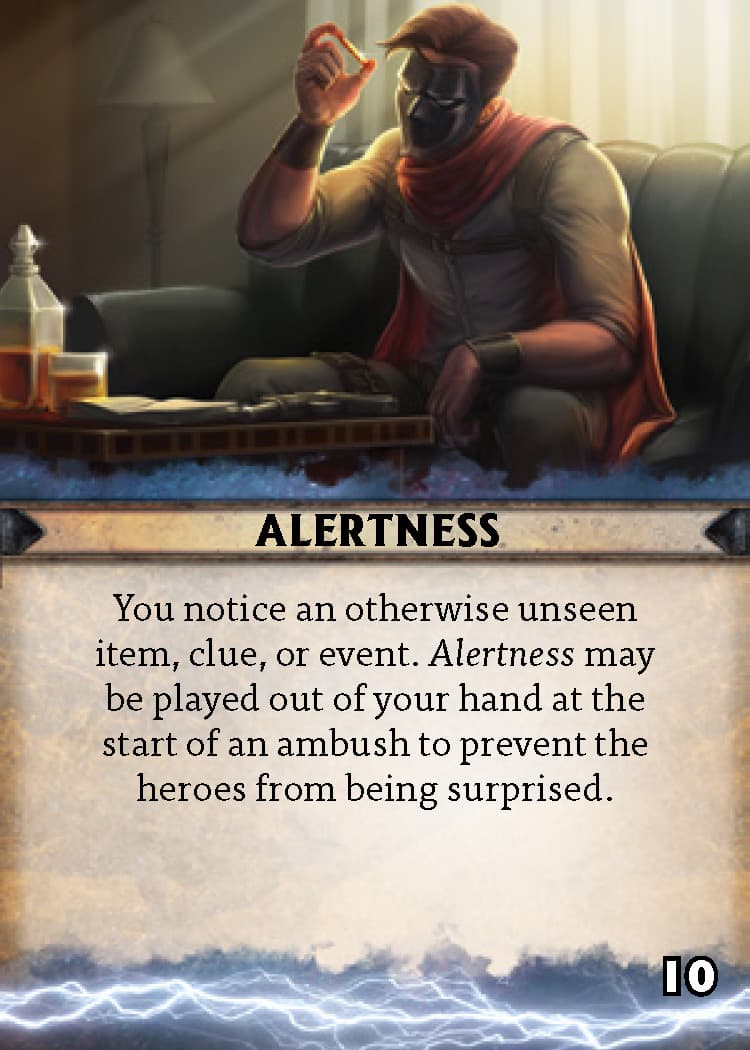 ALERTNESS
You notice an otherwise unseen
item, clue, or event. Alertness may
be played out of your hand at the
start of an ambush to prevent the
heroes from being surprised.
10